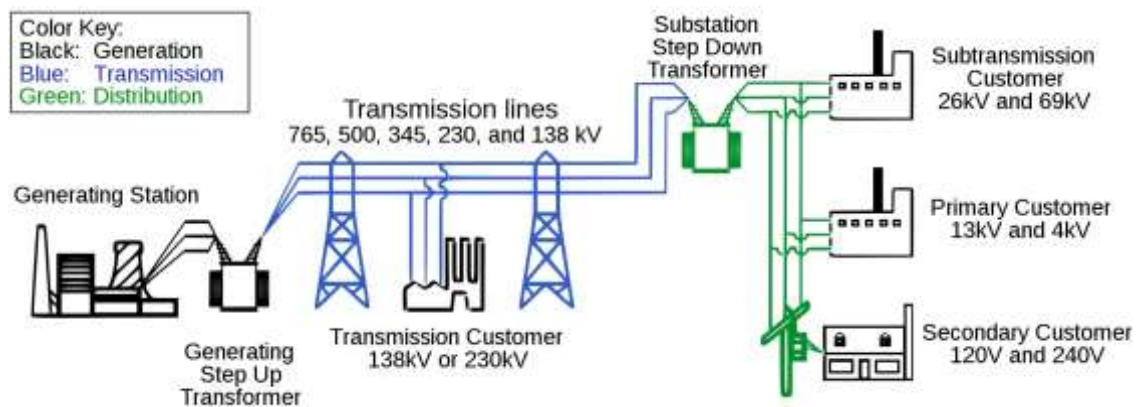 Color Key:
Black: Generation
Blue: Transmission
Green: Distribution
Substation
Step Down
Transformer
Subtransmission
Customer
26kV and 69kV
Transmission lines
765, 500, 345, 230, and 138 kV
Generating Station
Primary Customer
13kV and 4kV
Transmission Customer
138kV or 230kV
Generating
Step Up
Transformer
Secondary Customer
120V and 240V